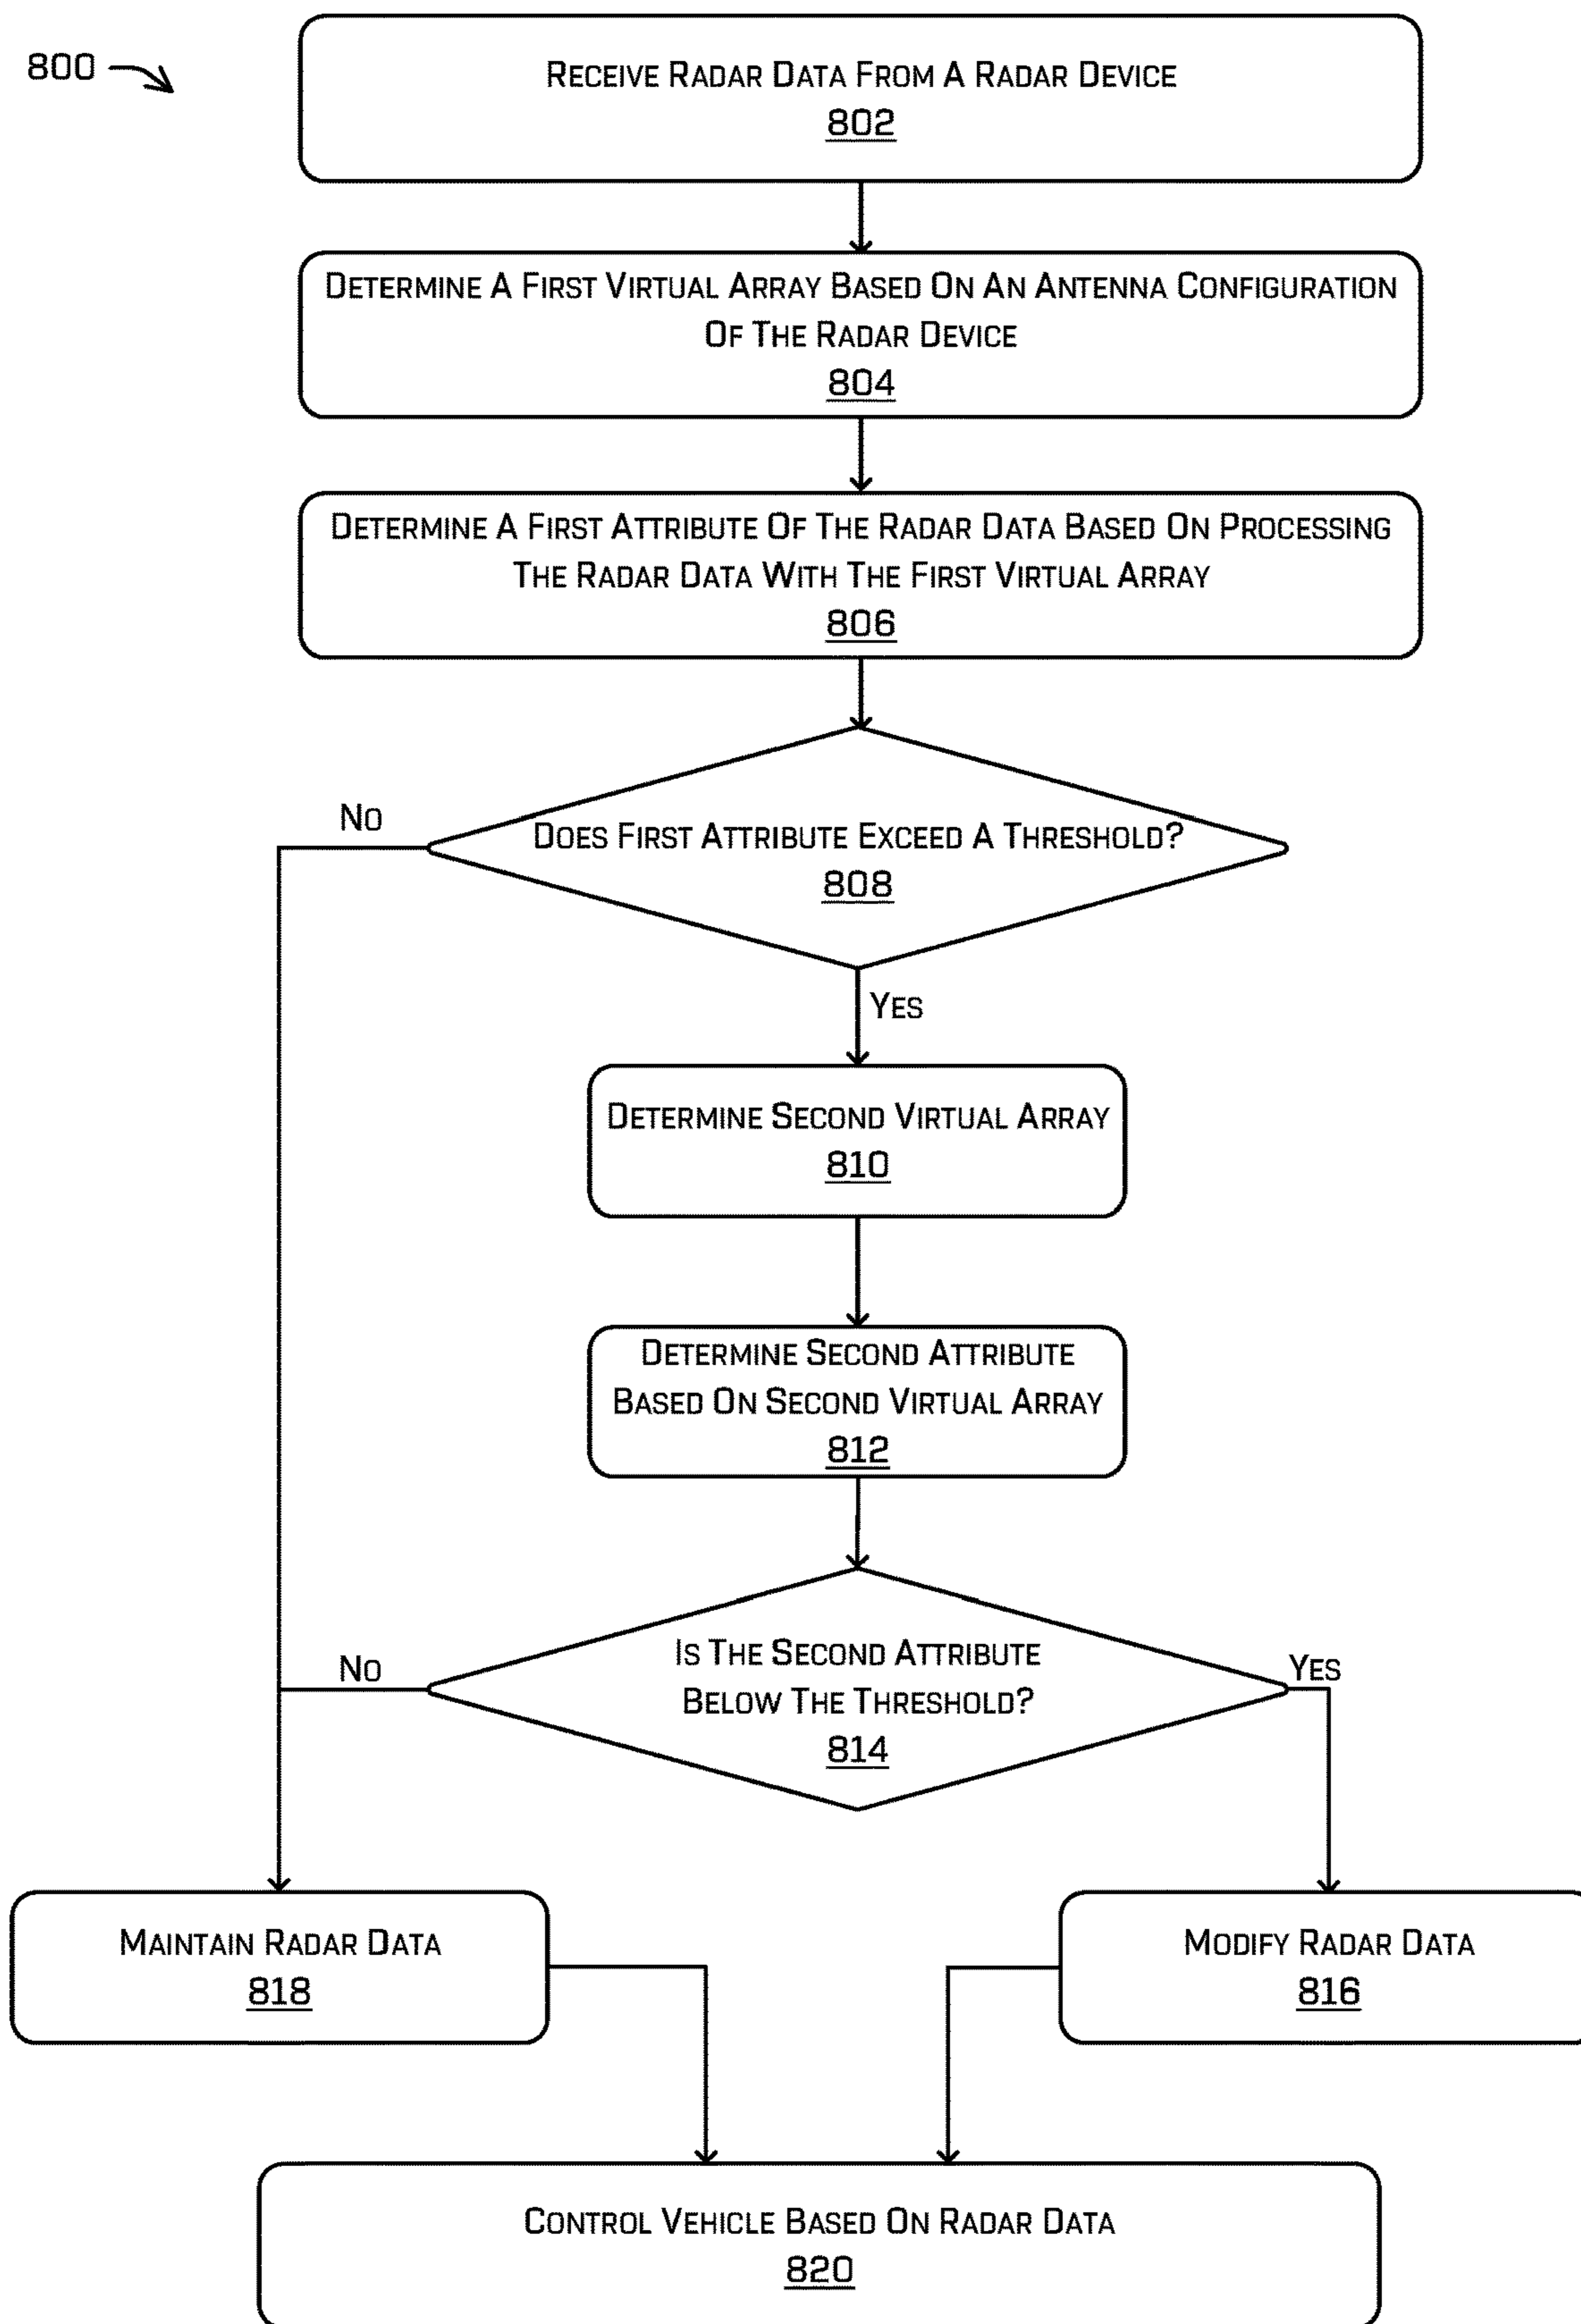 800
RECEIVE RADAR DATA FROM A RADAR DEVICE
802
DETERMINE A FIRST VIRTUAL ARRAY BASED ON AN ANTENNA CONFIGURATION
OF THE RADAR DEVICE
804
DETERMINE A FIRST ATTRIBUTE OF THE RADAR DATA BASED ON PROCESSING
THE RADAR DATA WITH THE FIRST VIRTUAL ARRAY
806
NO
DOES FIRST ATTRIBUTE EXCEED A THRESHOLD?
808
YES
DETERMINE SECOND VIRTUAL ARRAY
810
DETERMINE SECOND ATTRIBUTE
BASED ON SECOND VIRTUAL ARRAY
812
NO
IS THE SECOND ATTRIBUTE
BELOW THE THRESHOLD?
814
YES
MAINTAIN RADAR DATA
818
MODIFY RADAR DATA
816
CONTROL VEHICLE BASED ON RADAR DATA
820